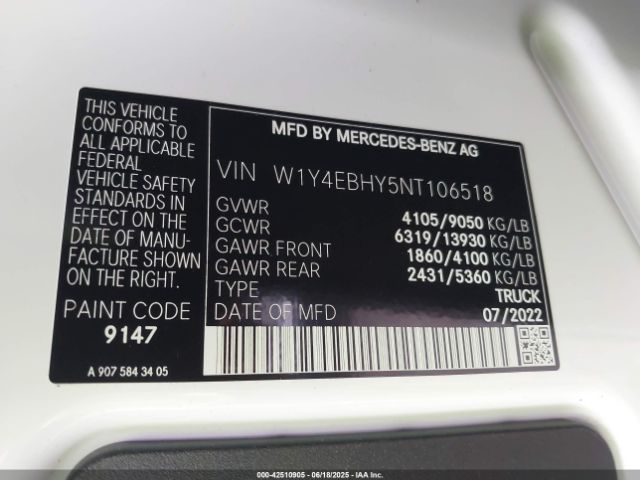 THIS VEHICLE
CONFORMS TO
ALL APPLICABLE
FEDERAL
VEHICLE SAFETY
STANDARDS IN
EFFECT ON THE
DATE OF MANU-
FACTURE SHOWN
ON THE RIGHT.
PAINT CODE
9147
A 907 584 34 05
MFD BY MERCEDES-BENZ AG
VIN W1Y4EBHY5NT106518
GVWR 4105/9050 KG/LB
GCWR 6319/13930 KG/LB
GAWR FRONT 1860/4100 KG/LB
GAWR REAR 2431/5360 KG/LB
TYPE TRUCK
DATE OF MFD 07/2022
000-42510905 - 06/18/2025 - IAA Inc.